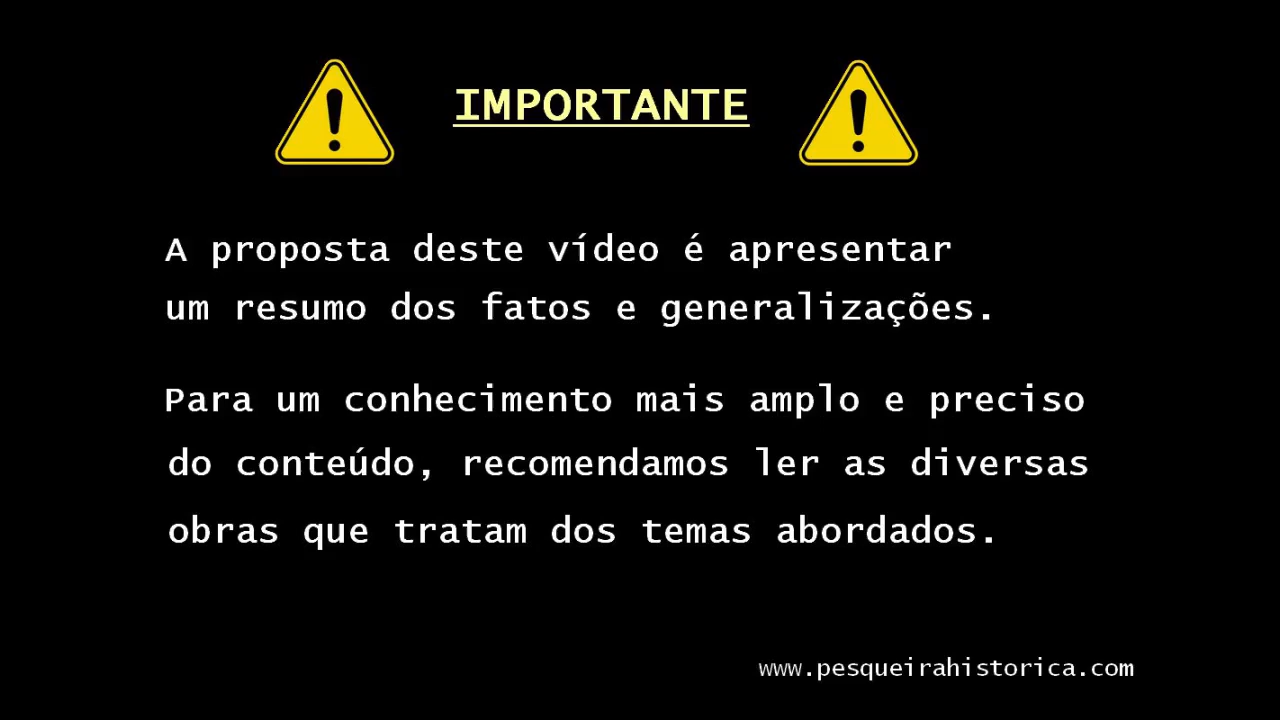 IMPORTANTE
A proposta deste vídeo é apresentar
um resumo dos fatos e generalizações.
Para um conhecimento mais amplo e preciso
do conteúdo, recomendamos ler as diversas
obras que tratam dos temas abordados.
www.pesqueirahistorica.com